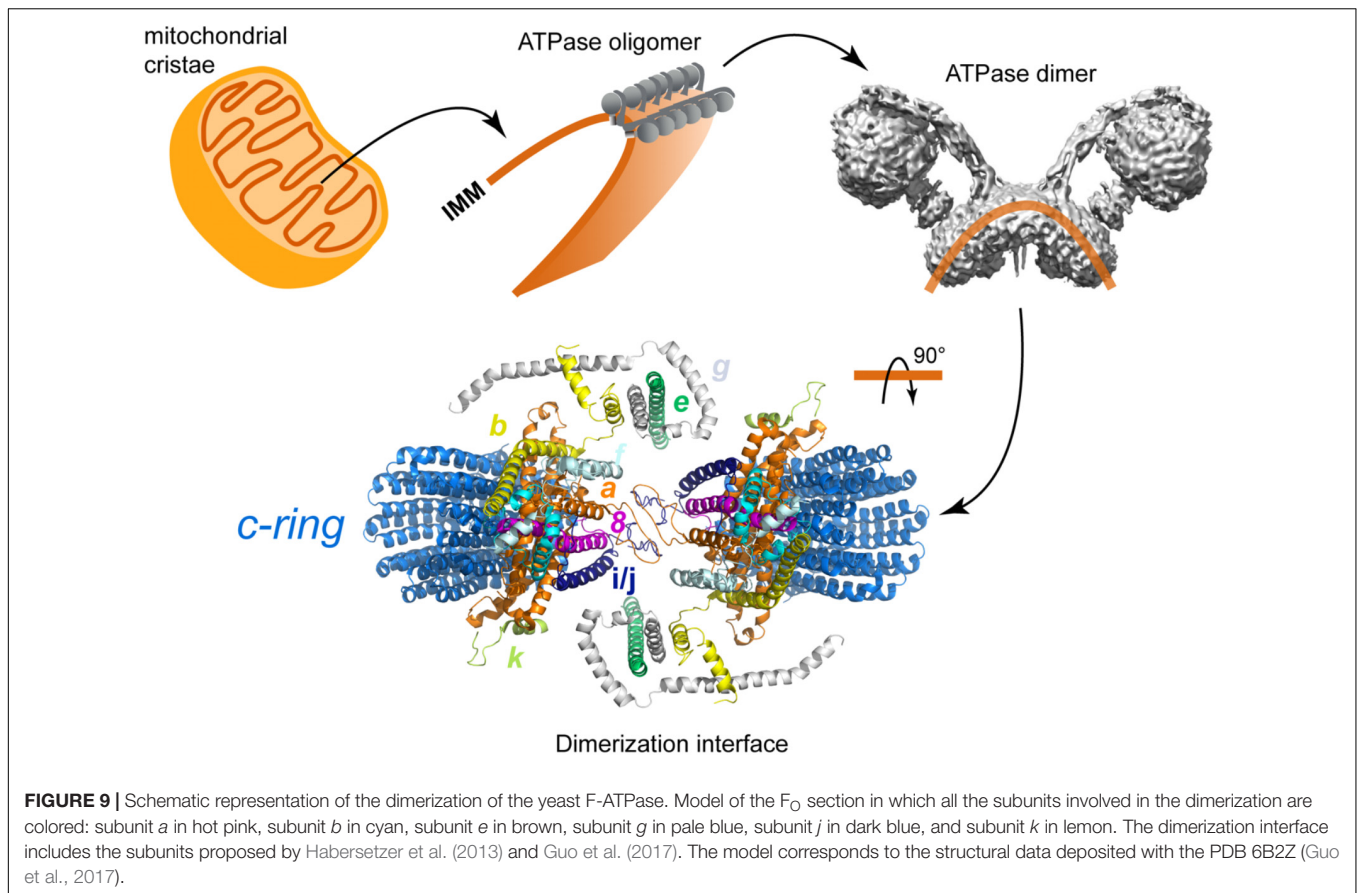 mitochondrial
cristae
ATPase oligomer
ATPase dimer
IMM
90°
g
e
b
f
a
c-ring
8
i/j
k
Dimerization interface
FIGURE 9 | Schematic representation of the dimerization of the yeast F-ATPase. Model of the FO section in which all the subunits involved in the dimerization are
colored: subunit a in hot pink, subunit b in cyan, subunit e in brown, subunit g in pale blue, subunit j in dark blue, and subunit k in lemon. The dimerization interface
includes the subunits proposed by Habersetzer et al. (2013) and Guo et al. (2017). The model corresponds to the structural data deposited with the PDB 6B2Z (Guo
et al., 2017).